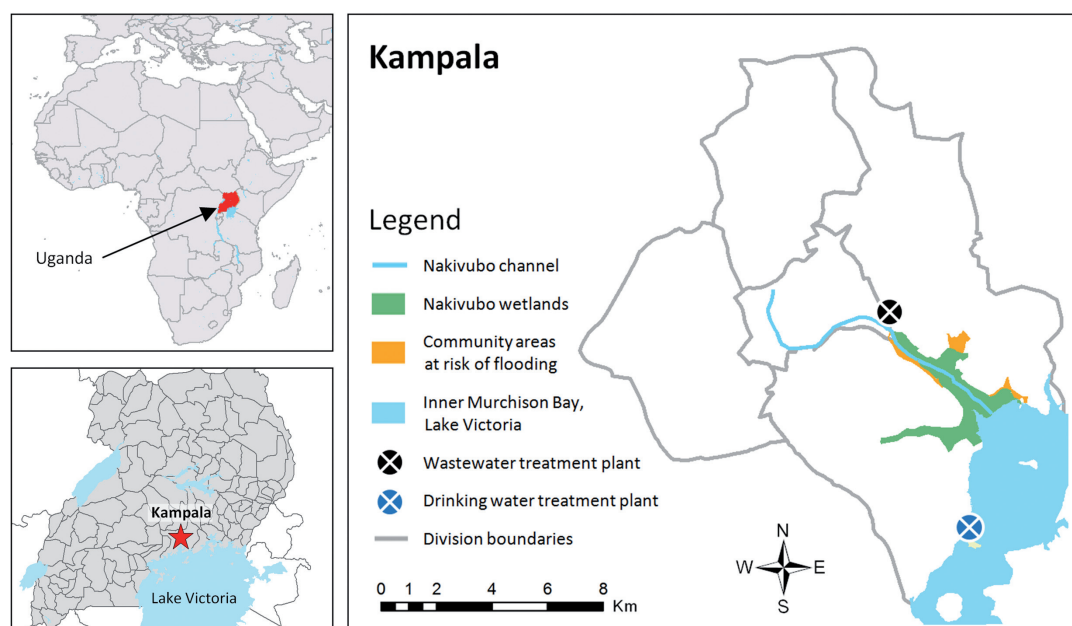 Uganda
Kampala
Lake Victoria
Kampala
Legend
Nakivubo channel
Nakivubo wetlands
Community areas
at risk of flooding
Inner Murchison Bay,
Lake Victoria
Wastewater treatment plant
Drinking water treatment plant
Division boundaries
0 1 2 4 6 8
Km
N
W E
S